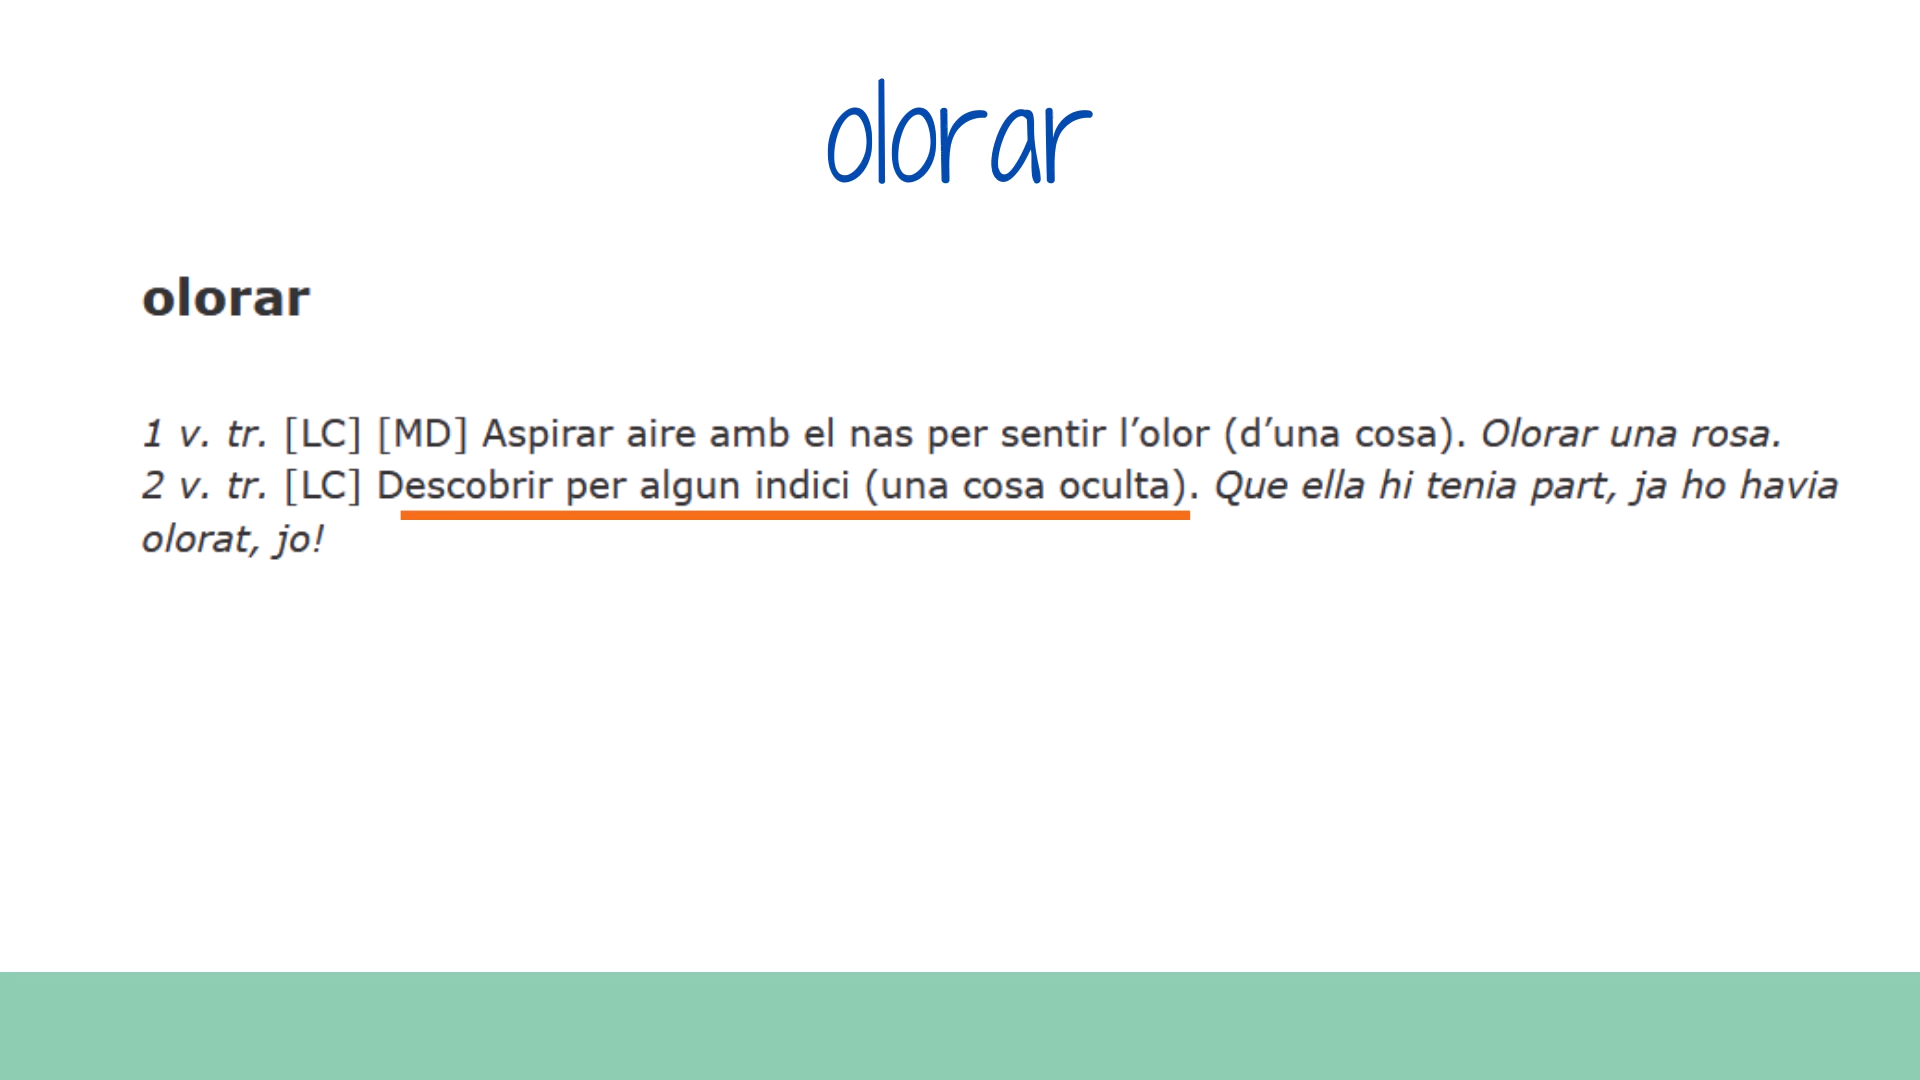 olorar
olorar
1 v. tr. [LC] [MD] Aspirar aire amb el nas per sentir l’olor (d’una cosa). Olorar una rosa.
2 v. tr. [LC] Descobrir per algun indici (una cosa oculta). Que ella hi tenia part, ja ho havia
olorat, jo!